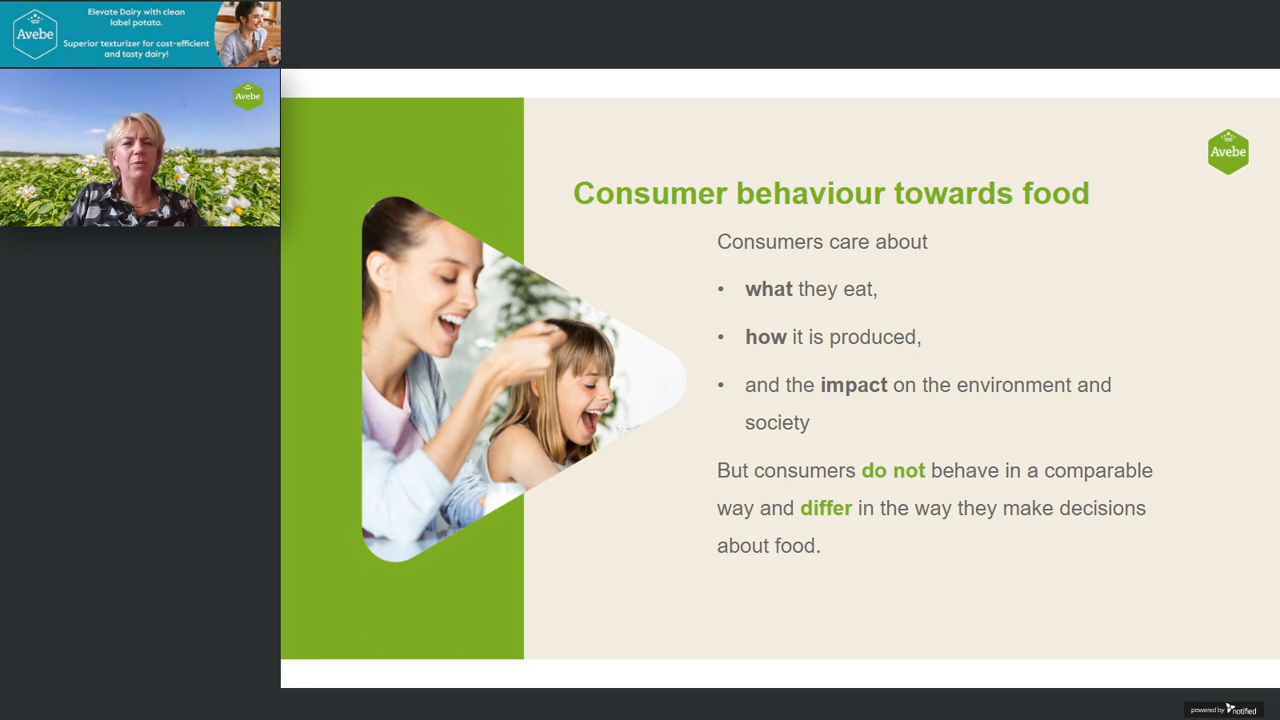 Elevate Dairy with clean
label potato.
Avebe
Superior texturizer for cost-efficient
and tasty dairy!
Avebe
Avebe
Consumer behaviour towards food
Consumers care about
• what they eat,
• how it is produced,
• and the impact on the environment and
society
But consumers do not behave in a comparable
way and differ in the way they make decisions
about food.
powered by notified